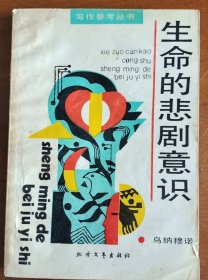 写作参考丛书
xie zuo can kao
cong shu
sheng ming de
bei ju yi shi
生命的悲剧意识
sheng ming de
bei ju yi shi
乌纳穆诺
北方文艺出版社